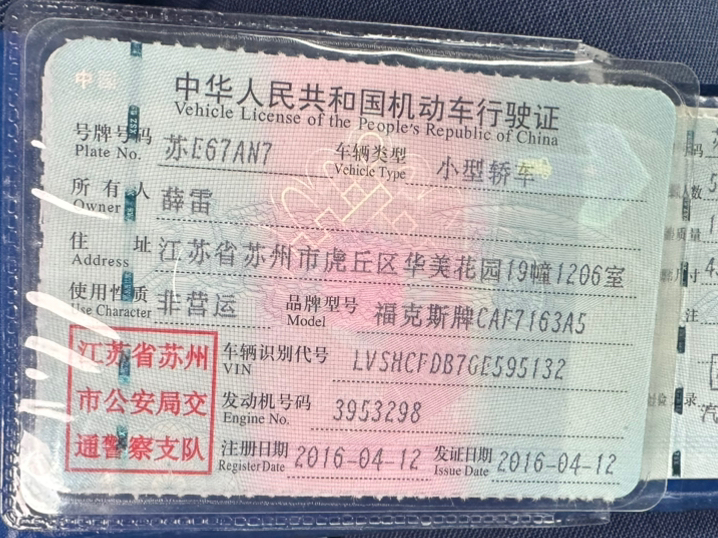 中国
中华人民共和国机动车行驶证
Vehicle License of the People's Republic of China
号牌号码 苏E67AN7 车辆类型 小型轿车
Plate No. Vehicle Type
所有人 薛雷
Owner
住址 江苏省苏州市虎丘区华美花园19幢1206室
Address
使用性质 非营运 品牌型号 福克斯牌CAF7163A5
Use Character Model
江苏省苏州
市公安局交
通警察支队
车辆识别代号 LVSHCFDB7GE595132
VIN
发动机号码 3953298
Engine No.
注册日期 2016-04-12 发证日期 2016-04-12
Register Date Issue Date